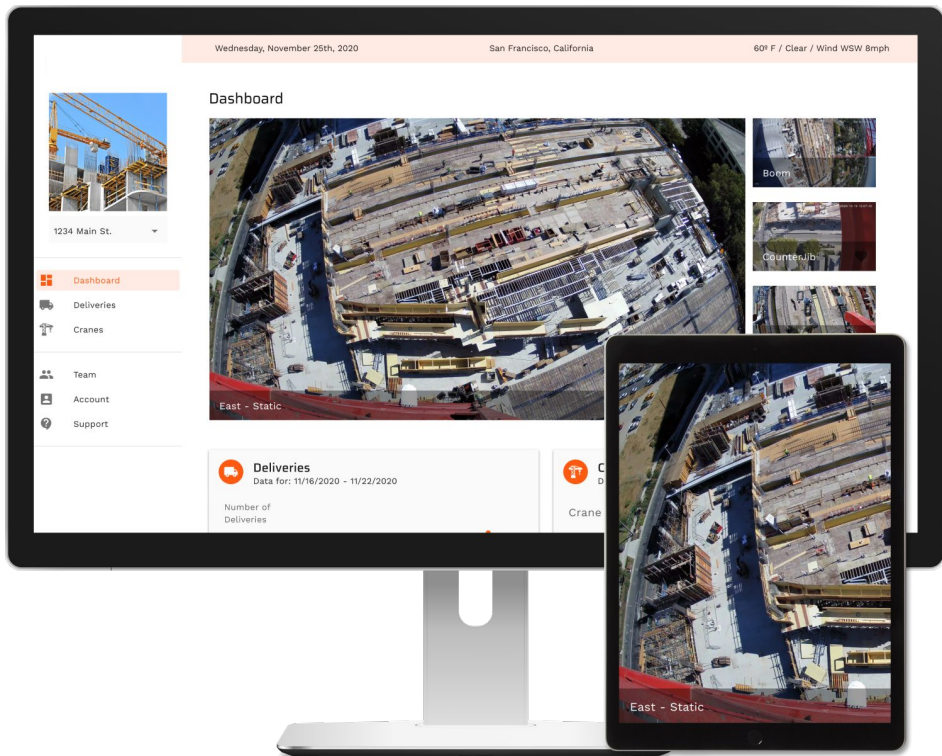 Wednesday, November 25th, 2020
San Francisco, California
60º F / Clear / Wind WSW 8mph
1234 Main St.
Dashboard
Deliveries
Cranes
Team
Account
Support
Dashboard
East - Static
Boom
CounterJib
Deliveries
Data for: 11/16/2020 - 11/22/2020
Number of
Deliveries
C
D
Crane
East - Static